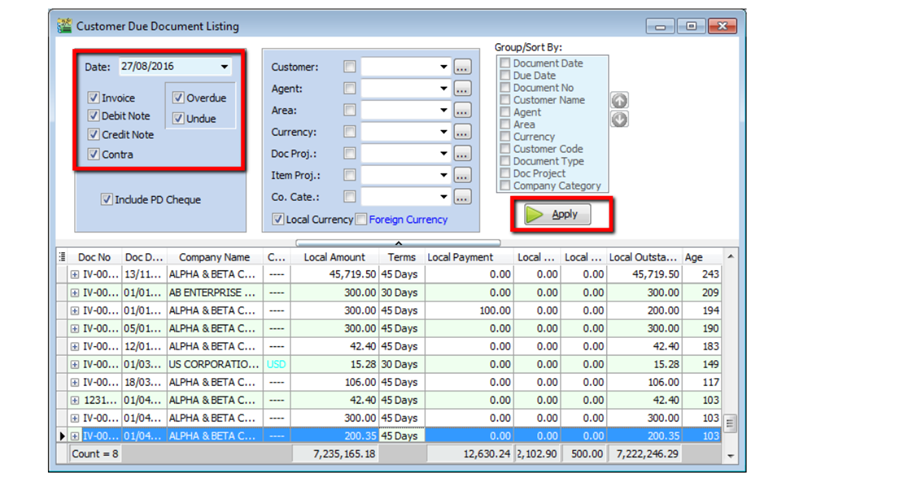 Customer Due Document Listing
Group/Sort By:
Date: 27/08/2016
Invoice
Debit Note
Credit Note
Contra
Overdue
Undue
Include PD Cheque
Customer: ...
Agent: ...
Area: ...
Currency: ...
Doc Proj.: ...
Item Proj.: ...
Co. Cate.: ...
Local Currency Foreign Currency
Document Date
Due Date
Document No
Customer Name
Agent
Area
Currency
Customer Code
Document Type
Doc Project
Company Category
Apply
Doc No Doc D... Company Name C... Local Amount Terms Local Payment Local ... Local ... Local Outsta... Age
IV-00... 13/11... ALPHA & BETA C... ---- 45,719.50 45 Days 0.00 0.00 0.00 45,719.50 243
IV-00... 01/01... AB ENTERPRISE ... ---- 300.00 30 Days 0.00 0.00 0.00 300.00 209
IV-00... 01/01... ALPHA & BETA C... ---- 300.00 45 Days 100.00 0.00 0.00 200.00 194
IV-00... 05/01... ALPHA & BETA C... ---- 300.00 45 Days 0.00 0.00 0.00 300.00 190
IV-00... 12/01... ALPHA & BETA C... ---- 42.40 45 Days 0.00 0.00 0.00 42.40 183
IV-00... 01/03... US CORPORATIO... USD 15.28 30 Days 0.00 0.00 0.00 15.28 149
IV-00... 18/03... ALPHA & BETA C... ---- 106.00 45 Days 0.00 0.00 0.00 106.00 117
1231... 01/04... ALPHA & BETA C... ---- 42.40 45 Days 0.00 0.00 0.00 42.40 103
IV-00... 01/04... ALPHA & BETA C... ---- 300.00 45 Days 0.00 0.00 0.00 300.00 103
IV-00... 01/04... ALPHA & BETA C... ---- 200.35 45 Days 0.00 0.00 0.00 200.35 103
Count = 8 7,235,165.18 12,630.24 2,102.90 500.00 7,222,246.29